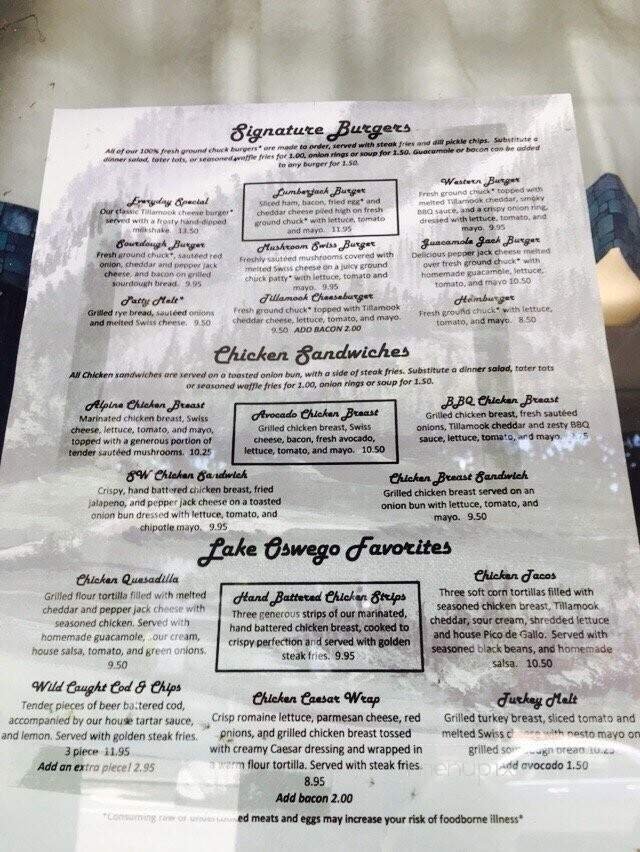 Signature Burgers
All of our 100% fresh ground chuck burgers* are made to order, served with steak fries and dill pickle chips. Substitute a
dinner salad, tater tots, or seasoned waffle fries for 1.00, onion rings or soup for 1.50. Guacamole or bacon can be added
to any burger for 1.50.
Everyday Special
Our classic Tillamook cheese burger*
served with a frosty hand-dipped
milkshake. 13.50
Lumberjack Burger
Sliced ham, bacon, fried egg* and
cheddar cheese piled high on fresh
ground chuck* with lettuce, tomato
and mayo. 11.95
Western Burger
Fresh ground chuck* topped with
melted Tillamook cheddar, smoky
BBQ sauce, and a crispy onion ring,
dressed with lettuce, tomato, and
mayo. 9.95
Sourdough Burger
Fresh ground chuck*, sautéed red
onion, cheddar and pepper jack
cheese, and bacon on grilled
sourdough bread. 9.95
Mushroom Swiss Burger
Freshly sautéed mushrooms covered with
melted Swiss cheese on a juicy ground
chuck patty* with lettuce, tomato and
mayo. 9.95
Guacamole Jack Burger
Delicious pepper jack cheese melted
over fresh ground chuck* with
homemade guacamole, lettuce,
tomato, and mayo 10.50
Patty Melt*
Grilled rye bread, sautéed onions
and melted Swiss cheese. 9.50
Tillamook Cheeseburger
Fresh ground chuck* topped with Tillamook
cheddar cheese, lettuce, tomato, and mayo.
9.50 ADD BACON 2.00
Hemburger
Fresh ground chuck* with lettuce,
tomato, and mayo. 8.50
Chicken Sandwiches
All Chicken sandwiches are served on a toasted onion bun, with a side of steak fries. Substitute a dinner salad, tater tots
or seasoned waffle fries for 1.00, onion rings or soup for 1.50.
Alpine Chicken Breast
Marinated chicken breast, Swiss
cheese, lettuce, tomato, and mayo,
topped with a generous portion of
tender sautéed mushrooms. 10.25
Avocado Chicken Breast
Grilled chicken breast, Swiss
cheese, bacon, fresh avocado,
lettuce, tomato, and mayo. 10.50
BBQ Chicken Breast
Grilled chicken breast, fresh sautéed
onions, Tillamook cheddar and zesty BBQ
sauce, lettuce, tomato, and mayo.
SW Chicken Sandwich
Crispy, hand battered chicken breast, fried
jalapeno, and pepper jack cheese on a toasted
onion bun dressed with lettuce, tomato, and
chipotle mayo. 9.95
Chicken Breast Sandwich
Grilled chicken breast served on an
onion bun with lettuce, tomato, and
mayo. 9.50
Lake Oswego Favorites
Chicken Quesadilla
Grilled flour tortilla filled with melted
cheddar and pepper jack cheese with
seasoned chicken. Served with
homemade guacamole, sour cream,
house salsa, tomato, and green onions.
9.50
Hand Battered Chicken Strips
Three generous strips of our marinated,
hand battered chicken breast, cooked to
crispy perfection and served with golden
steak fries. 9.95
Chicken Tacos
Three soft corn tortillas filled with
seasoned chicken breast, Tillamook
cheddar, sour cream, shredded lettuce
and house Pico de Gallo. Served with
seasoned black beans, and homemade
salsa. 10.50
Wild Caught Cod & Chips
Tender pieces of beer battered cod,
accompanied by our house tartar sauce,
and lemon. Served with golden steak fries.
3 piece 11.95
Add an extra piece! 2.95
Chicken Caesar Wrap
Crisp romaine lettuce, parmesan cheese, red
onions, and grilled chicken breast tossed
with creamy Caesar dressing and wrapped in
a warm flour tortilla. Served with steak fries.
8.95
Add bacon 2.00
Turkey Melt
Grilled turkey breast, sliced tomato and
melted Swiss cheese with pesto mayo on
grilled sourdough bread 10.25
Add avocado 1.50
*Consuming raw or undercooked meats and eggs may increase your risk of foodborne illness*